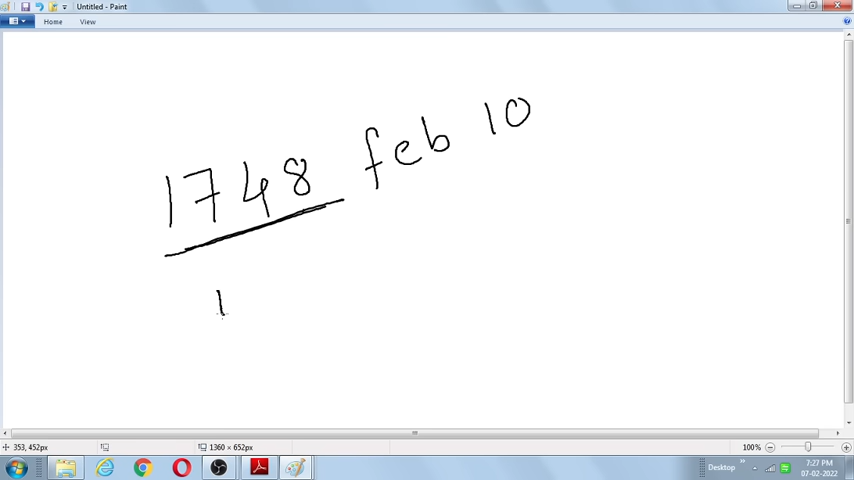 Untitled - Paint
Home View
1748 feb 10
1
353, 452px
1360 × 652px
100%
Desktop
7:27 PM
07-02-2022